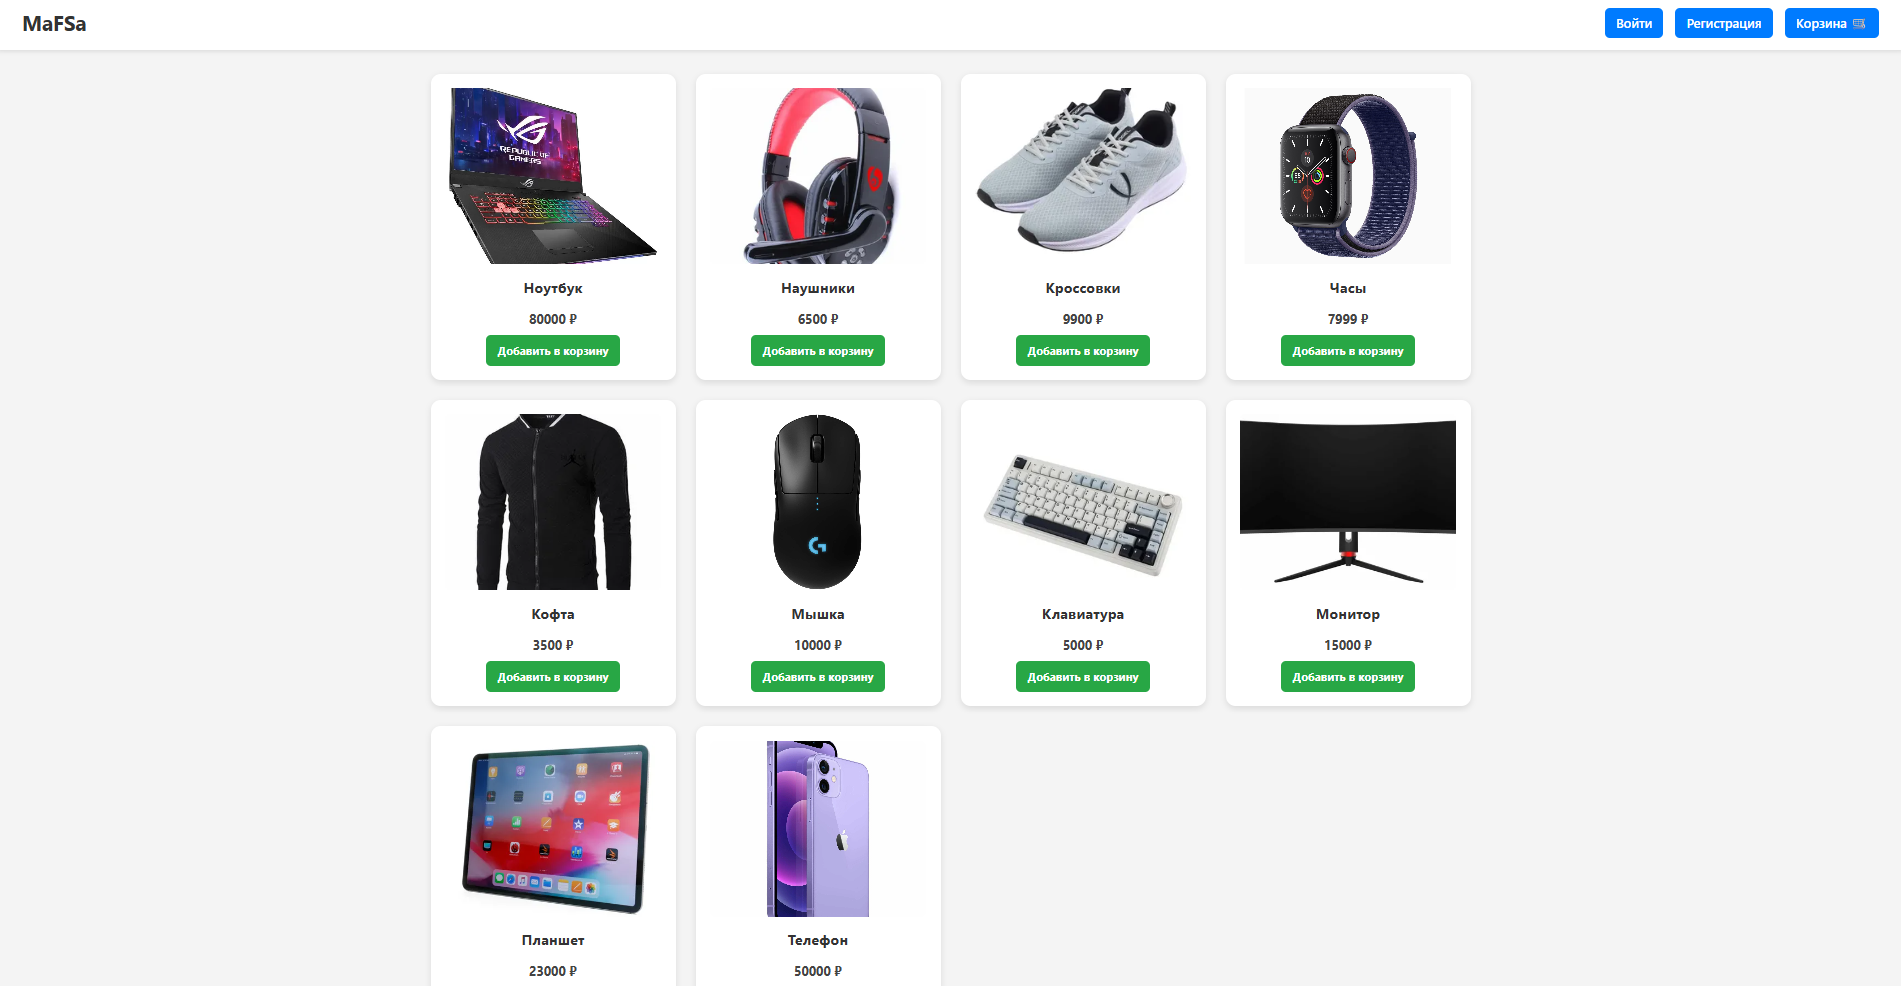 MaFSa
Войти
Регистрация
Корзина 🛒
REPUBLIC OF
GAMERS
Ноутбук
Наушники
Кроссовки
Часы
80000 ₽
6500 ₽
9900 ₽
7999 ₽
Добавить в корзину
Добавить в корзину
Добавить в корзину
Добавить в корзину
Кофта
Мышка
Клавиатура
Монитор
3500 ₽
10000 ₽
5000 ₽
15000 ₽
Добавить в корзину
Добавить в корзину
Добавить в корзину
Добавить в корзину
Планшет
Телефон
23000 ₽
50000 ₽